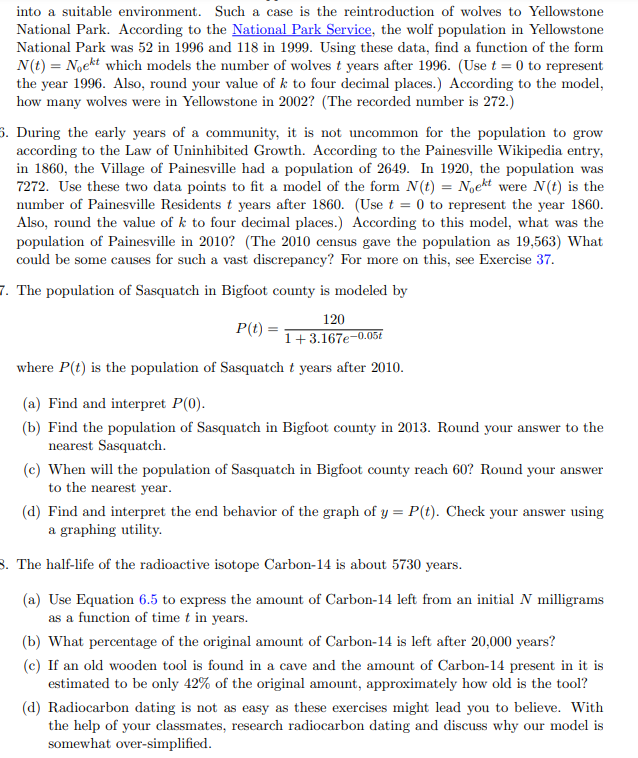 into a suitable environment. Such a case is the reintroduction of wolves to Yellowstone
National Park. According to the National Park Service, the wolf population in Yellowstone
National Park was 52 in 1996 and 118 in 1999. Using these data, find a function of the form
N(t) = N₀eᵏᵗ which models the number of wolves t years after 1996. (Use t = 0 to represent
the year 1996. Also, round your value of k to four decimal places.) According to the model,
how many wolves were in Yellowstone in 2002? (The recorded number is 272.)
6. During the early years of a community, it is not uncommon for the population to grow
according to the Law of Uninhibited Growth. According to the Painesville Wikipedia entry,
in 1860, the Village of Painesville had a population of 2649. In 1920, the population was
7272. Use these two data points to fit a model of the form N(t) = N₀eᵏᵗ were N(t) is the
number of Painesville Residents t years after 1860. (Use t = 0 to represent the year 1860.
Also, round the value of k to four decimal places.) According to this model, what was the
population of Painesville in 2010? (The 2010 census gave the population as 19,563) What
could be some causes for such a vast discrepancy? For more on this, see Exercise 37.
7. The population of Sasquatch in Bigfoot county is modeled by
P(t) = 120 / (1 + 3.167e^−0.05t)
where P(t) is the population of Sasquatch t years after 2010.
(a) Find and interpret P(0).
(b) Find the population of Sasquatch in Bigfoot county in 2013. Round your answer to the
nearest Sasquatch.
(c) When will the population of Sasquatch in Bigfoot county reach 60? Round your answer
to the nearest year.
(d) Find and interpret the end behavior of the graph of y = P(t). Check your answer using
a graphing utility.
8. The half-life of the radioactive isotope Carbon-14 is about 5730 years.
(a) Use Equation 6.5 to express the amount of Carbon-14 left from an initial N milligrams
as a function of time t in years.
(b) What percentage of the original amount of Carbon-14 is left after 20,000 years?
(c) If an old wooden tool is found in a cave and the amount of Carbon-14 present in it is
estimated to be only 42% of the original amount, approximately how old is the tool?
(d) Radiocarbon dating is not as easy as these exercises might lead you to believe. With
the help of your classmates, research radiocarbon dating and discuss why our model is
somewhat over-simplified.